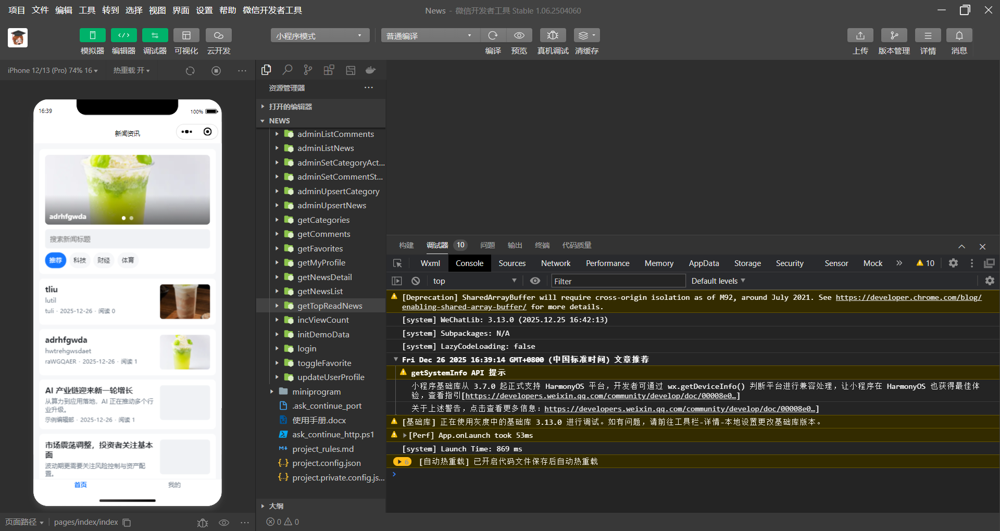 项目 文件 编辑 工具 转到 选择 视图 界面 设置 帮助 微信开发者工具
News - 微信开发者工具 Stable 1.06.2504060
模拟器 编辑器 调试器 可视化 云开发
小程序模式
普通编译
编译 预览 真机调试 清缓存
上传 版本管理 详情 消息
iPhone 12/13 (Pro) 74% 16
热重载 开
16:39
100%
新闻资讯
adrhfgwda
搜索新闻标题
推荐 科技 财经 体育
tliu
lutil
tuli · 2025-12-26 · 阅读 0
adrhfgwda
hwtrehgwsdaet
raWGQAER · 2025-12-26 · 阅读 1
AI 产业链迎来新一轮增长
从算力到应用落地，AI 正在推动多个行
业升级。
示例编辑部 · 2025-12-26 · 阅读 1
市场震荡调整，投资者关注基本
面
波动期更需要关注风险控制与资产配
置。
首页 我的
页面路径
pages/index/index
资源管理器
打开的编辑器
NEWS
adminListComments
adminListNews
adminSetCategoryAct...
adminSetCommentSt...
adminUpsertCategory
adminUpsertNews
getCategories
getComments
getFavorites
getMyProfile
getNewsDetail
getNewsList
getTopReadNews
incViewCount
initDemoData
login
toggleFavorite
updateUserProfile
miniprogram
.ask_continue_port
使用手册.docx
ask_continue_http.ps1
project_rules.md
project.config.json
project.private.config.js...
大纲
0 0
构建 调试器 10 问题 输出 终端 代码质量
Wxml Console Sources Network Performance Memory AppData Storage Security Sensor Mock 10
top
Filter
Default levels
[Deprecation] SharedArrayBuffer will require cross-origin isolation as of M92, around July 2021. See https://developer.chrome.com/blog/
enabling-shared-array-buffer/ for more details.
[system] WeChatLib: 3.13.0 (2025.12.25 16:42:13)
[system] Subpackages: N/A
[system] LazyCodeLoading: false
Fri Dec 26 2025 16:39:14 GMT+0800 (中国标准时间) 文章推荐
getSystemInfo API 提示
小程序基础库从 3.7.0 起正式支持 HarmonyOS 平台，开发者可通过 wx.getDeviceInfo() 判断平台进行兼容处理，让小程序在 HarmonyOS 也获得最佳体
验，查看指引[https://developers.weixin.qq.com/community/develop/doc/00008e0…]
关于上述警告，点击查看更多信息：https://developers.weixin.qq.com/community/develop/doc/00008e0…]
[基础库] 正在使用灰度中的基础库 3.13.0 进行调试。如有问题，请前往工具栏-详情-本地设置更改基础库版本。
[Perf] App.onLaunch took 53ms
[system] Launch Time: 869 ms
6 [自动热重载] 已开启代码文件保存后自动热重载